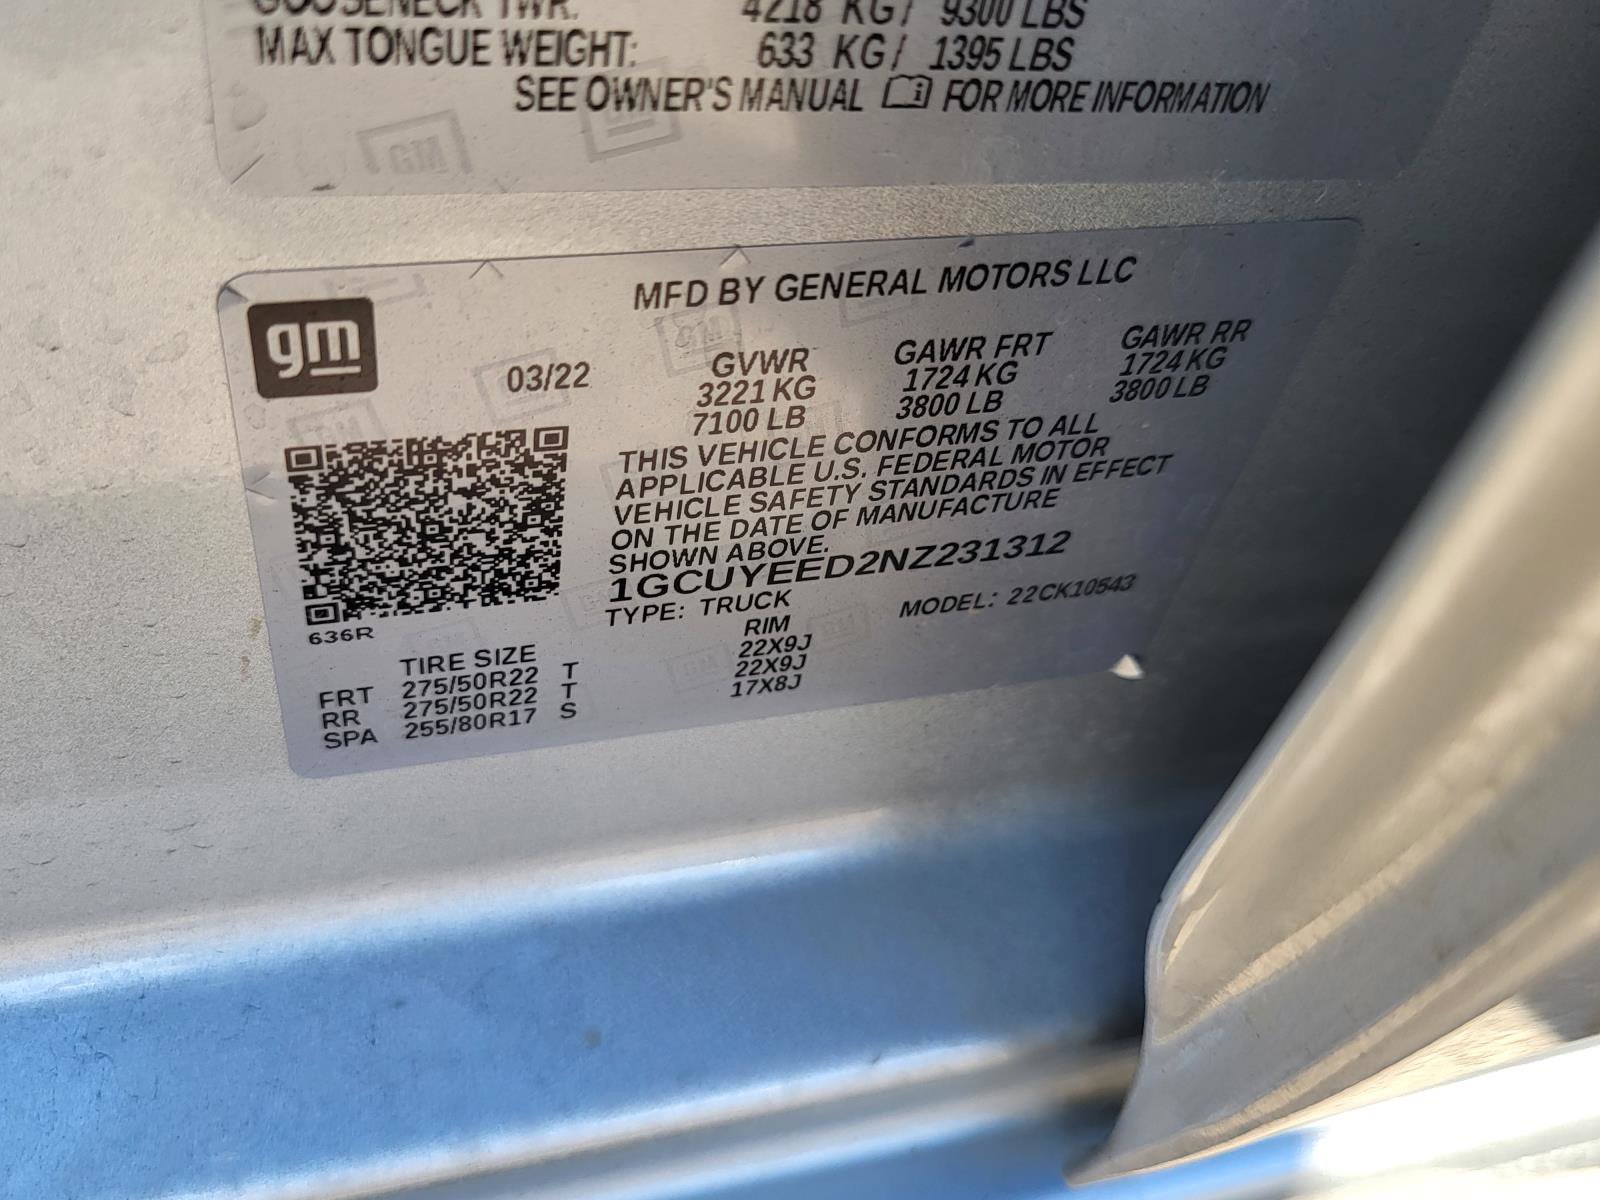 GOOSENECK TWR: 4218 KG / 9300 LBS
MAX TONGUE WEIGHT: 633 KG / 1395 LBS
SEE OWNER'S MANUAL FOR MORE INFORMATION
GM GM
gm
MFD BY GENERAL MOTORS LLC
03/22 GVWR GAWR FRT GAWR RR
3221 KG 1724 KG 1724 KG
7100 LB 3800 LB 3800 LB
THIS VEHICLE CONFORMS TO ALL
APPLICABLE U.S. FEDERAL MOTOR
VEHICLE SAFETY STANDARDS IN EFFECT
ON THE DATE OF MANUFACTURE
SHOWN ABOVE.
1GCUYEED2NZ231312
TYPE: TRUCK MODEL: 22CK10543
636R
TIRE SIZE RIM
FRT 275/50R22 T 22X9J
RR 275/50R22 T 22X9J
SPA 255/80R17 S 17X8J